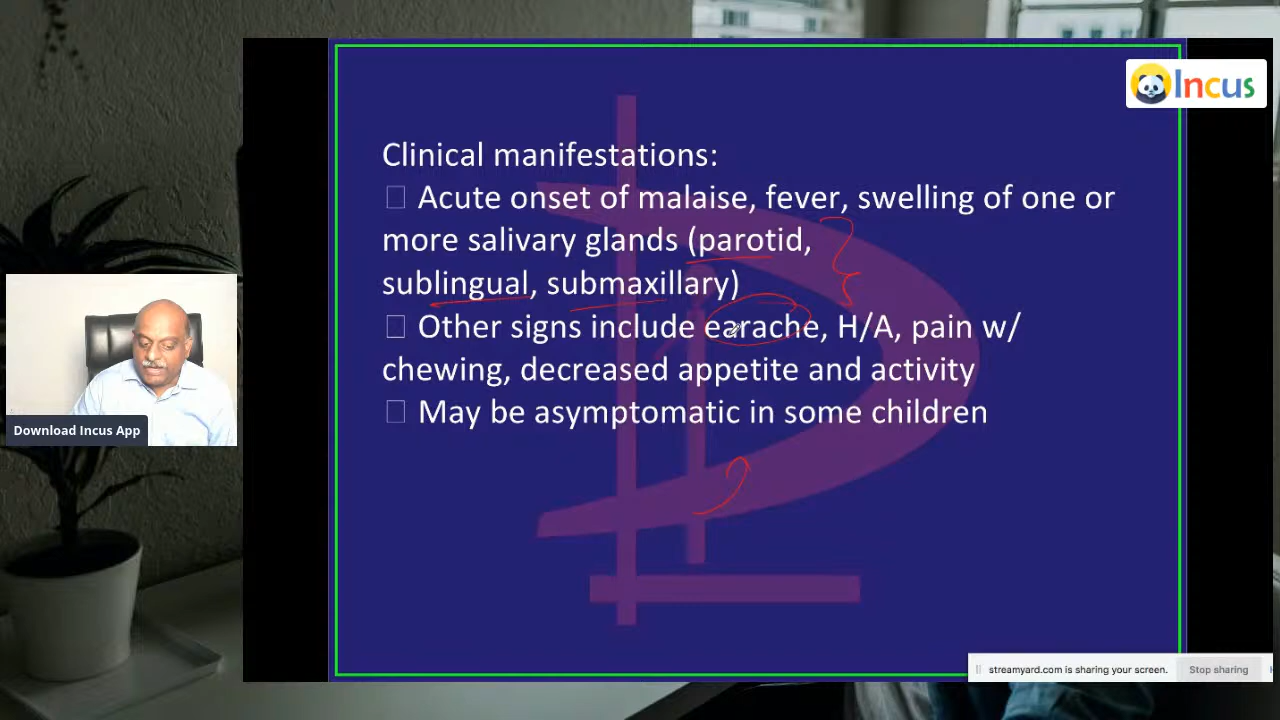 Incus
Clinical manifestations:
Acute onset of malaise, fever, swelling of one or
more salivary glands (parotid,
sublingual, submaxillary)
Other signs include earache, H/A, pain w/
chewing, decreased appetite and activity
May be asymptomatic in some children
Download Incus App
streamyard.com is sharing your screen.
Stop sharing